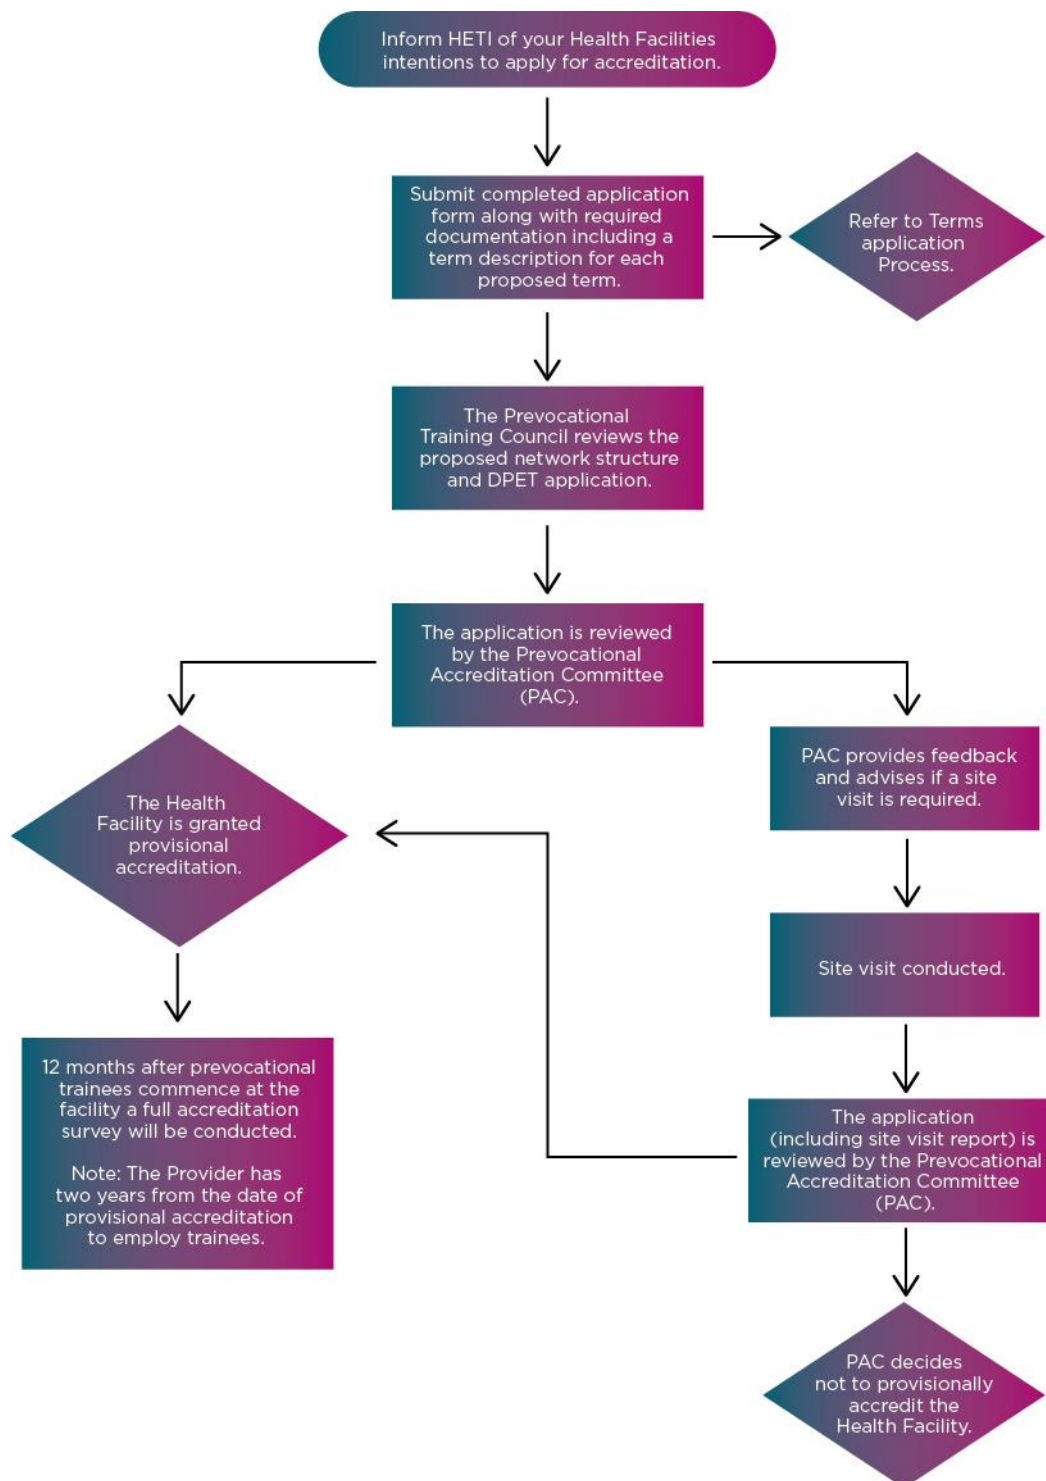 Inform HETI of your Health Facilities
intentions to apply for accreditation.
Submit completed application
form along with required
documentation including a
term description for each
proposed term.
Refer to Terms
application
Process.
The Prevocational
Training Council reviews the
proposed network structure
and DPET application.
The application is reviewed
by the Prevocational
Accreditation Committee
(PAC).
The Health
Facility is granted
provisional
accreditation.
PAC provides feedback
and advises if a site
visit is required.
Site visit conducted.
12 months after prevocational
trainees commence at the
facility a full accreditation
survey will be conducted.
Note: The Provider has
two years from the date of
provisional accreditation
to employ trainees.
The application
(including site visit report) is
reviewed by the Prevocational
Accreditation Committee
(PAC).
PAC decides
not to provisionally
accredit the
Health Facility.